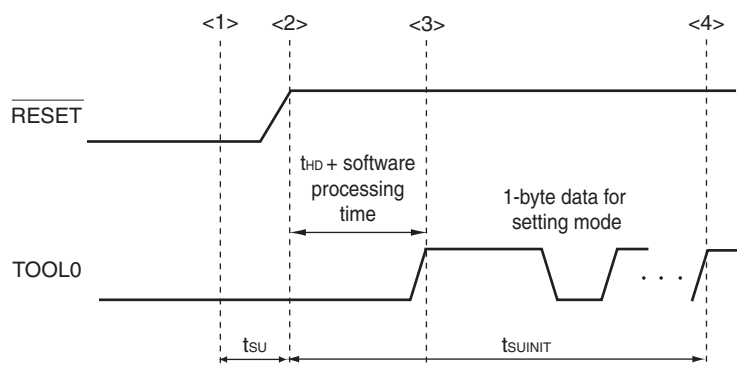 <1> <2> <3> <4>
RESET
tHD + software
processing
time
1-byte data for
setting mode
TOOL0
. . .
tSU
tSUINIT